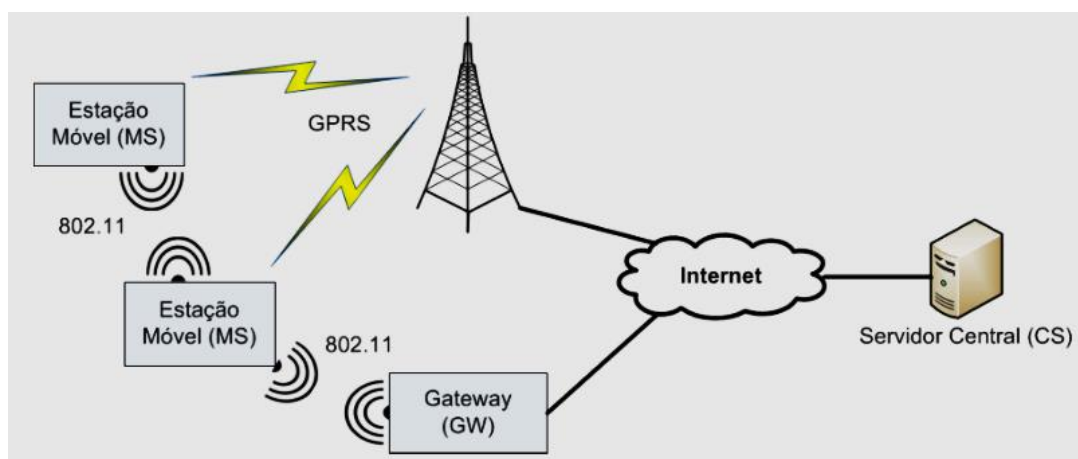 Estação
Móvel (MS)
GPRS
802.11
Estação
Móvel (MS)
802.11
Gateway
(GW)
Internet
Servidor Central (CS)